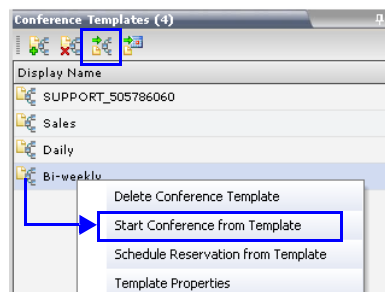 Conference Templates (4)
Display Name
SUPPORT_505786060
Sales
Daily
Bi-weekly
Delete Conference Template
Start Conference from Template
Schedule Reservation from Template
Template Properties